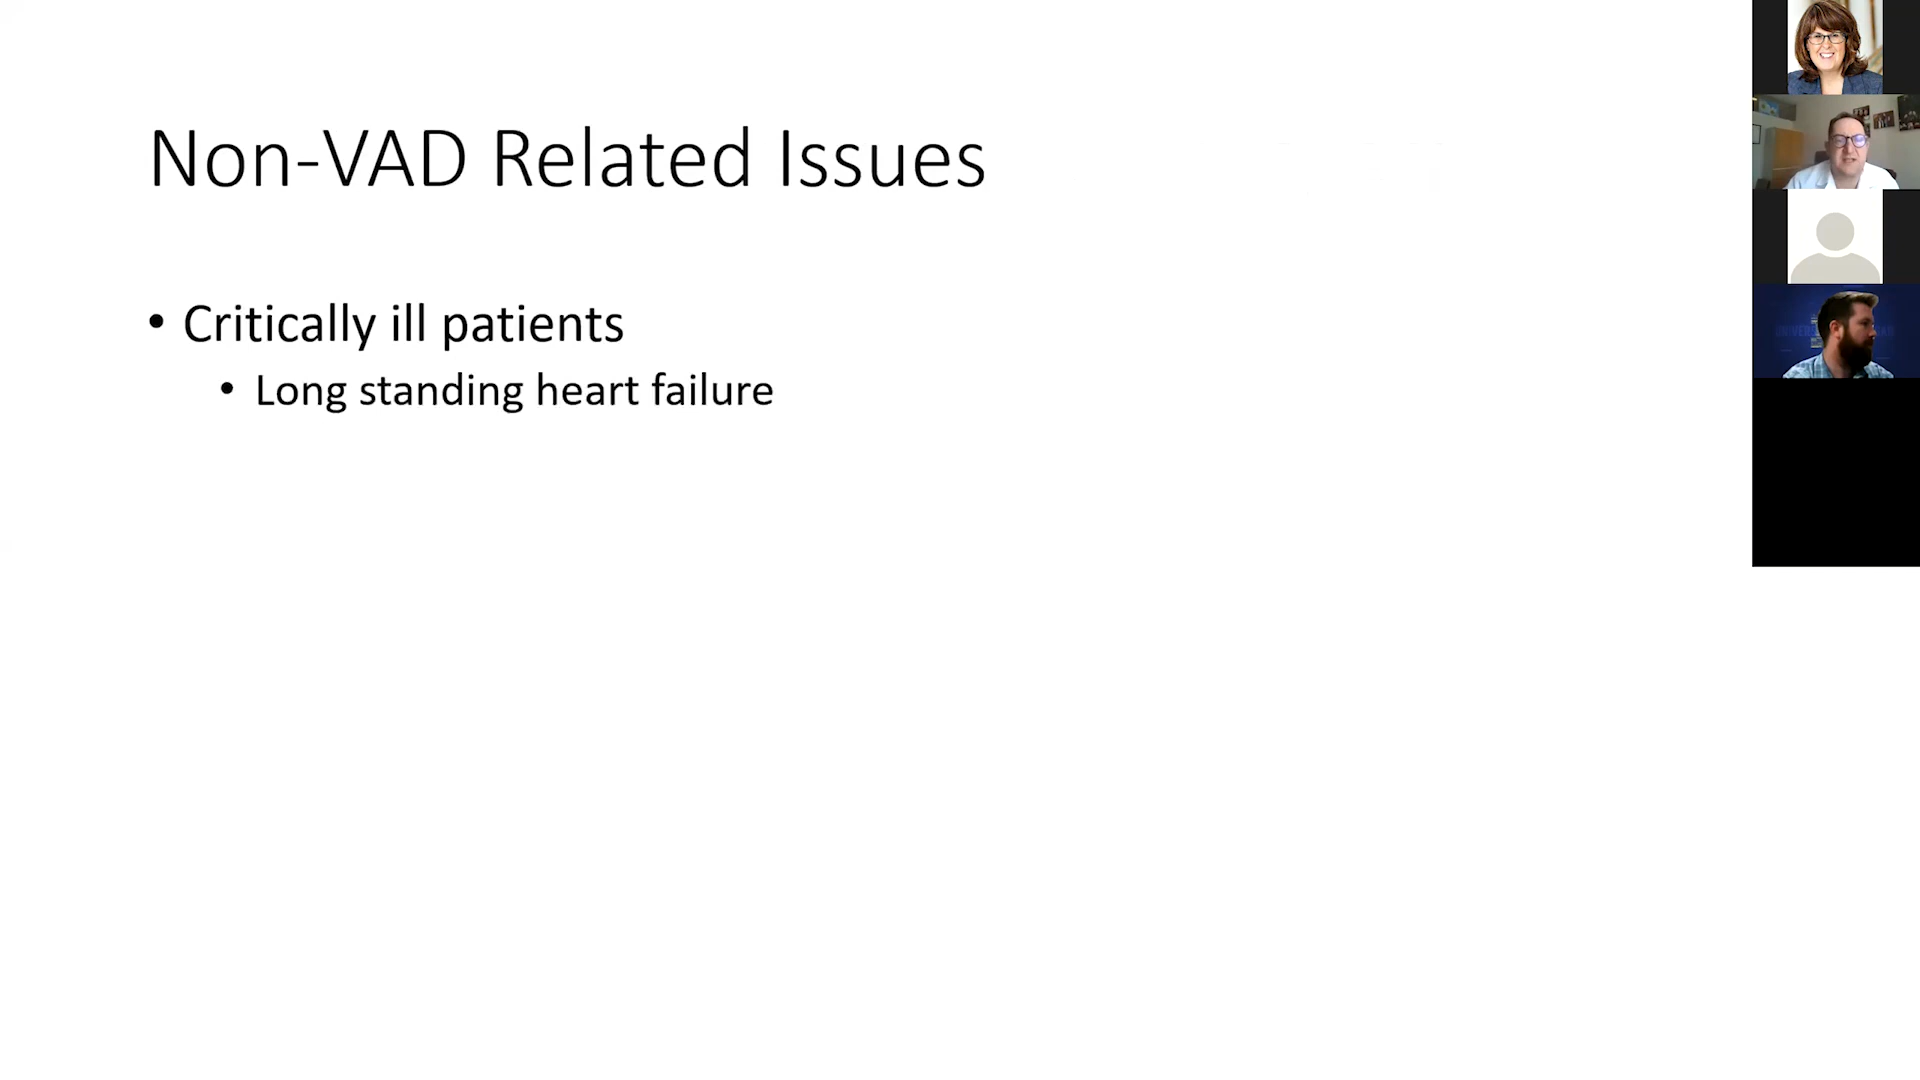 Non-VAD Related Issues
• Critically ill patients
• Long standing heart failure